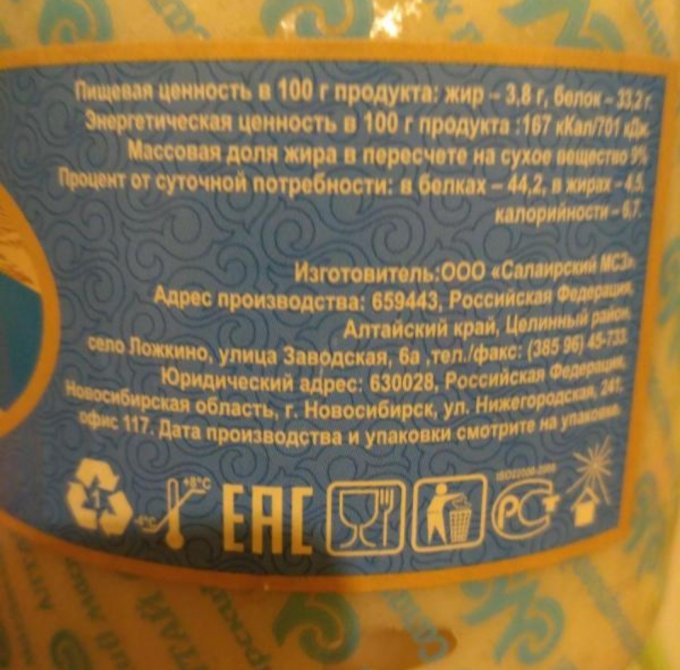 Пищевая ценность в 100 г продукта: жир – 3,8 г, белок – 33,2 г.
Энергетическая ценность в 100 г продукта :167 кКал/701 кДж
Массовая доля жира в пересчете на сухое вещество 9%
Процент от суточной потребности: в белках – 44,2, в жирах – 4,5,
калорийности – 6,7.
Изготовитель:ООО «Салаирский МСЗ»
Адрес производства: 659443, Российская Федерация,
Алтайский край, Целинный район,
село Ложкино, улица Заводская, 6а ,тел./факс: (385 96) 45-733.
Юридический адрес: 630028, Российская Федерация,
Новосибирская область, г. Новосибирск, ул. Нижегородская, 241,
офис 117. Дата производства и упаковки смотрите на упаковке.
1
+8°С
-4°С
ЕАС
РСТ